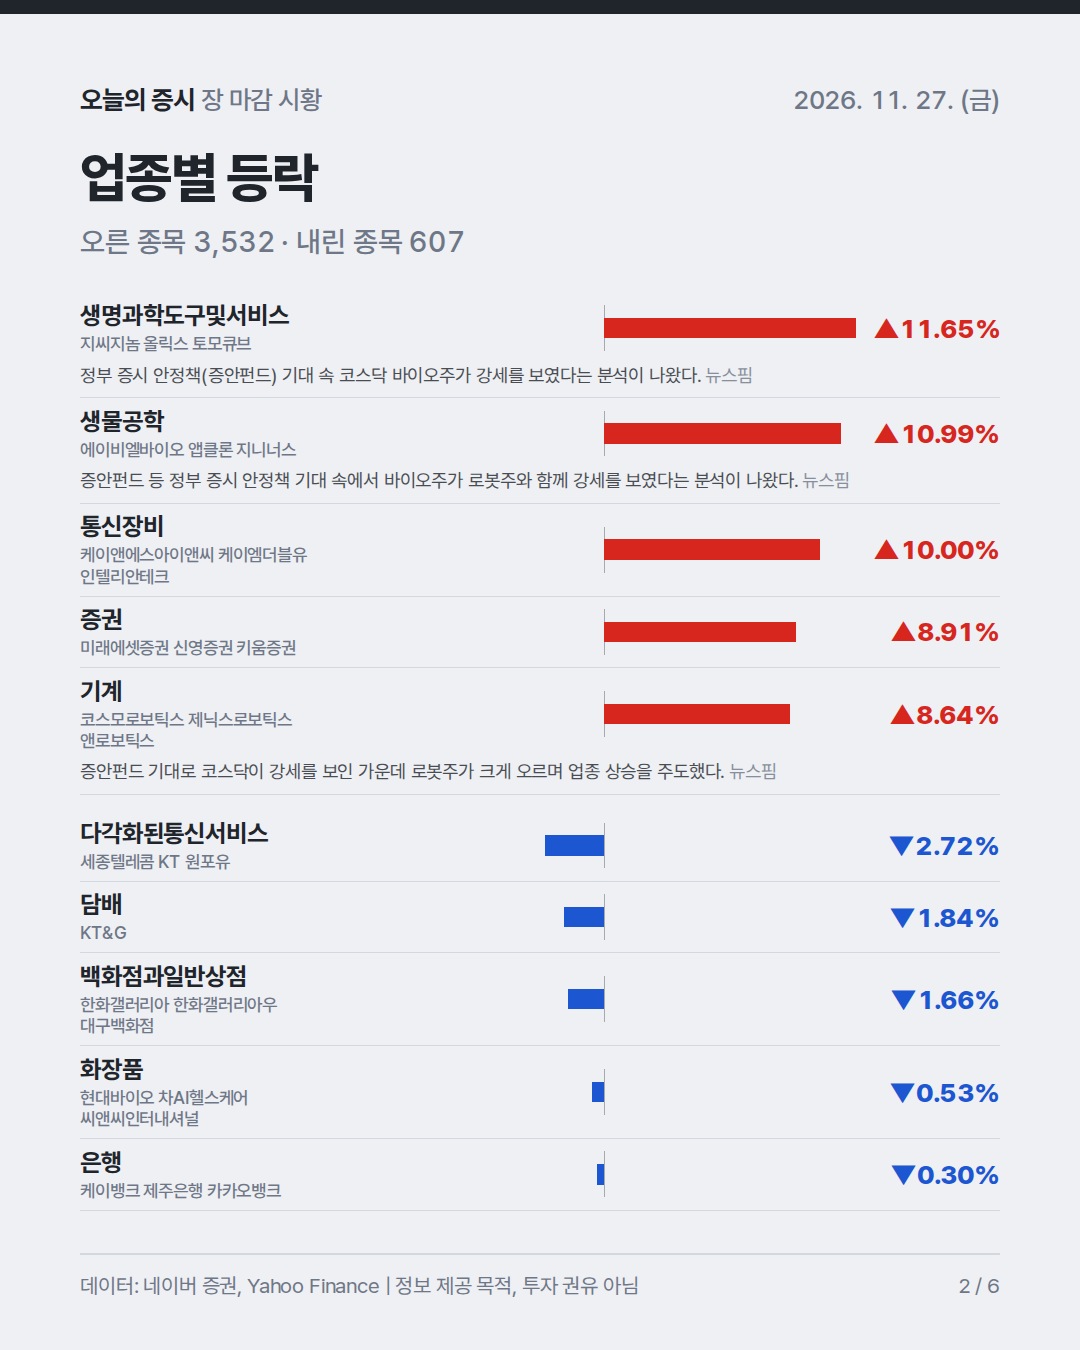 오늘의 증시 장 마감 시황
2026. 11. 27. (금)
업종별 등락
오른 종목 3,532 · 내린 종목 607
생명과학도구및서비스
지씨지놈 올릭스 토모큐브
▲11.65%
정부 증시 안정책(증안펀드) 기대 속 코스닥 바이오주가 강세를 보였다는 분석이 나왔다. 뉴스핌
생물공학
에이비엘바이오 앱클론 지니너스
▲10.99%
증안펀드 등 정부 증시 안정책 기대 속에서 바이오주가 로봇주와 함께 강세를 보였다는 분석이 나왔다. 뉴스핌
통신장비
케이앤에스아이앤씨 케이엠더블유
인텔리안테크
▲10.00%
증권
미래에셋증권 신영증권 키움증권
▲8.91%
기계
코스모로보틱스 제닉스로보틱스
앤로보틱스
▲8.64%
증안펀드 기대로 코스닥이 강세를 보인 가운데 로봇주가 크게 오르며 업종 상승을 주도했다. 뉴스핌
다각화된통신서비스
세종텔레콤 KT 원포유
▼2.72%
담배
KT&G
▼1.84%
백화점과일반상점
한화갤러리아 한화갤러리아우
대구백화점
▼1.66%
화장품
현대바이오 차AI헬스케어
씨앤씨인터내셔널
▼0.53%
은행
케이뱅크 제주은행 카카오뱅크
▼0.30%
데이터: 네이버 증권, Yahoo Finance | 정보 제공 목적, 투자 권유 아님
2 / 6